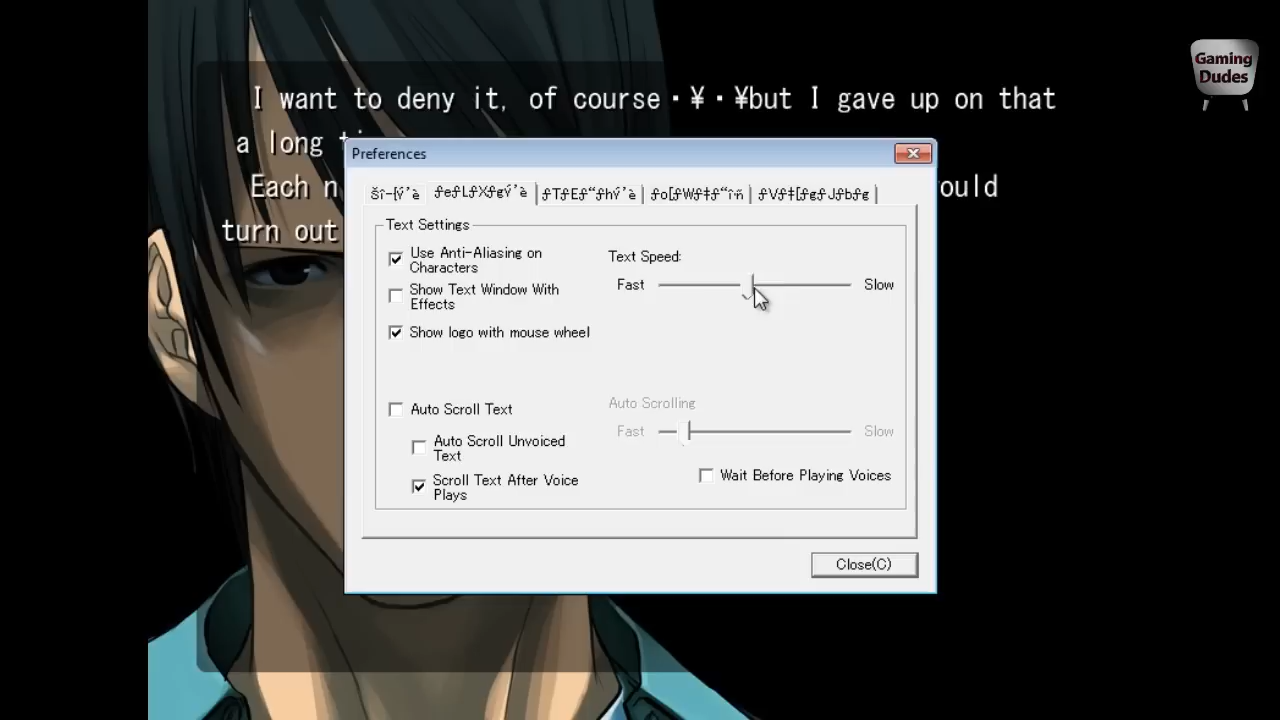 Gaming
Dudes
I want to deny it, of course・¥・¥but I gave up on that
a long
Each n
ould
turn out
Preferences
Text Settings
Use Anti-Aliasing on
Characters
Show Text Window With
Effects
Show logo with mouse wheel
Text Speed:
Fast
Slow
Auto Scroll Text
Auto Scroll Unvoiced
Text
Scroll Text After Voice
Plays
Auto Scrolling
Fast
Slow
Wait Before Playing Voices
Close(C)